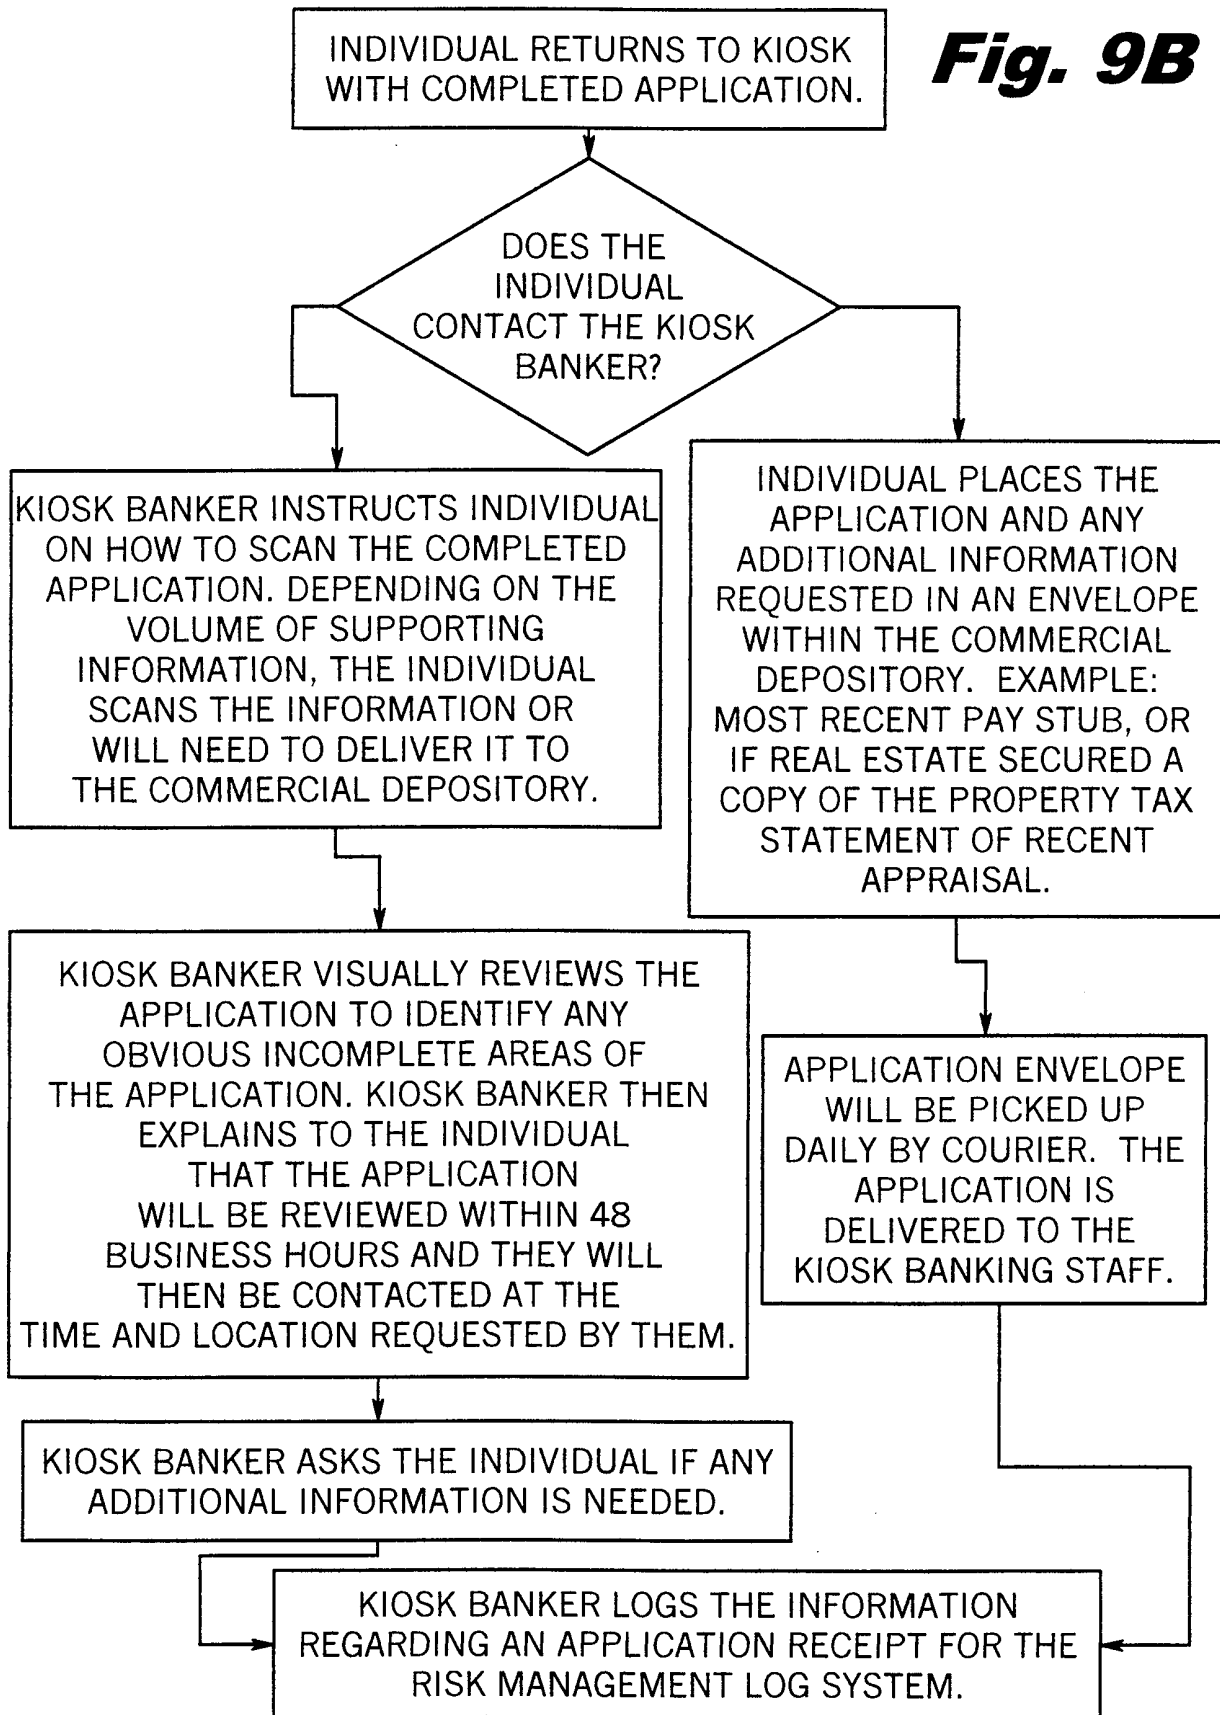 Fig. 9B
INDIVIDUAL RETURNS TO KIOSK
WITH COMPLETED APPLICATION.
DOES THE
INDIVIDUAL
CONTACT THE KIOSK
BANKER?
KIOSK BANKER INSTRUCTS INDIVIDUAL
ON HOW TO SCAN THE COMPLETED
APPLICATION. DEPENDING ON THE
VOLUME OF SUPPORTING
INFORMATION, THE INDIVIDUAL
SCANS THE INFORMATION OR
WILL NEED TO DELIVER IT TO
THE COMMERCIAL DEPOSITORY.
INDIVIDUAL PLACES THE
APPLICATION AND ANY
ADDITIONAL INFORMATION
REQUESTED IN AN ENVELOPE
WITHIN THE COMMERCIAL
DEPOSITORY. EXAMPLE:
MOST RECENT PAY STUB, OR
IF REAL ESTATE SECURED A
COPY OF THE PROPERTY TAX
STATEMENT OF RECENT
APPRAISAL.
KIOSK BANKER VISUALLY REVIEWS THE
APPLICATION TO IDENTIFY ANY
OBVIOUS INCOMPLETE AREAS OF
THE APPLICATION. KIOSK BANKER THEN
EXPLAINS TO THE INDIVIDUAL
THAT THE APPLICATION
WILL BE REVIEWED WITHIN 48
BUSINESS HOURS AND THEY WILL
THEN BE CONTACTED AT THE
TIME AND LOCATION REQUESTED BY THEM.
APPLICATION ENVELOPE
WILL BE PICKED UP
DAILY BY COURIER. THE
APPLICATION IS
DELIVERED TO THE
KIOSK BANKING STAFF.
KIOSK BANKER ASKS THE INDIVIDUAL IF ANY
ADDITIONAL INFORMATION IS NEEDED.
KIOSK BANKER LOGS THE INFORMATION
REGARDING AN APPLICATION RECEIPT FOR THE
RISK MANAGEMENT LOG SYSTEM.